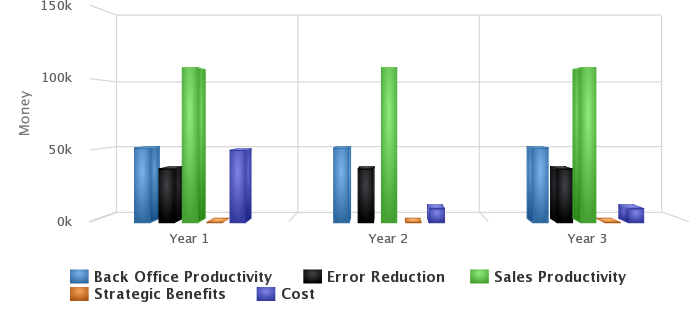 150k
100k
50k
0k
Money
Year 1 Year 2 Year 3
Back Office Productivity Error Reduction Sales Productivity
Strategic Benefits Cost